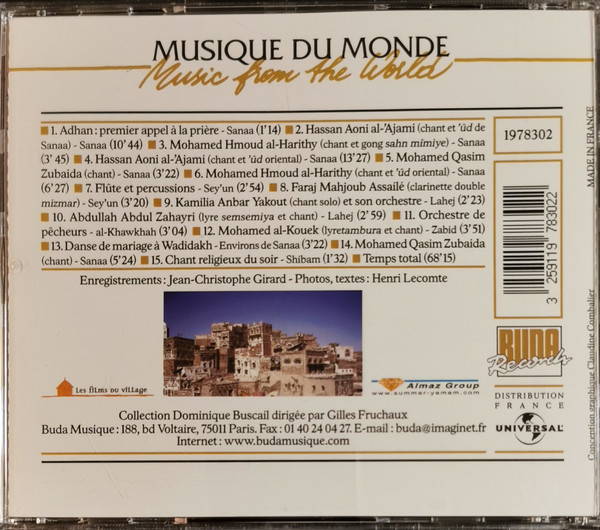 MUSIQUE DU MONDE
Music from the World
1. Adhan : premier appel à la prière - Sanaa (1'14) 2. Hassan Aoni al-'Ajami (chant et 'ûd de
Sanaa) - Sanaa (10'44) 3. Mohamed Hmoud al-Harithy (chant et gong sahn mimiye) - Sanaa
(3' 45) 4. Hassan Aoni al-'Ajami (chant et 'ûd oriental) - Sanaa (13'27) 5. Mohamed Qasim
Zubaida (chant) - Sanaa (3'22) 6. Mohamed Hmoud al-Harithy (chant et 'ûd oriental) - Sanaa
(6'27) 7. Flûte et percussions - Sey'un (2'54) 8. Faraj Mahjoub Assailé (clarinette double
mizmar) - Sey'un (3'20) 9. Kamilia Anbar Yakout (chant solo) et son orchestre - Lahej (2'23)
10. Abdullah Abdul Zahayri (lyre semsemiya et chant) - Lahej (2'59) 11. Orchestre de
pêcheurs - al-Khawkhah (3'04) 12. Mohamed al-Kouek (lyretambura et chant) - Zabid (3'51)
13. Danse de mariage à Wadidakh - Environs de Sanaa (3'22) 14. Mohamed Qasim Zubaida
(chant) - Sanaa (5'24) 15. Chant religieux du soir - Shibam (1'32) Temps total (68'15)
Enregistrements : Jean-Christophe Girard - Photos, textes : Henri Lecomte
Les films du village
Almaz Group
www.summar-yemem.com
Collection Dominique Buscail dirigée par Gilles Fruchaux
Buda Musique : 188, bd Voltaire, 75011 Paris. Fax : 01 40 24 04 27. E-mail : buda@imaginet.fr
Internet : www.budamusique.com
1978302
3 259119 783022
BUDA
Records
DISTRIBUTION
FRANCE
UNIVERSAL
MADE IN FRANCE
Conception graphique Claudine Combalier